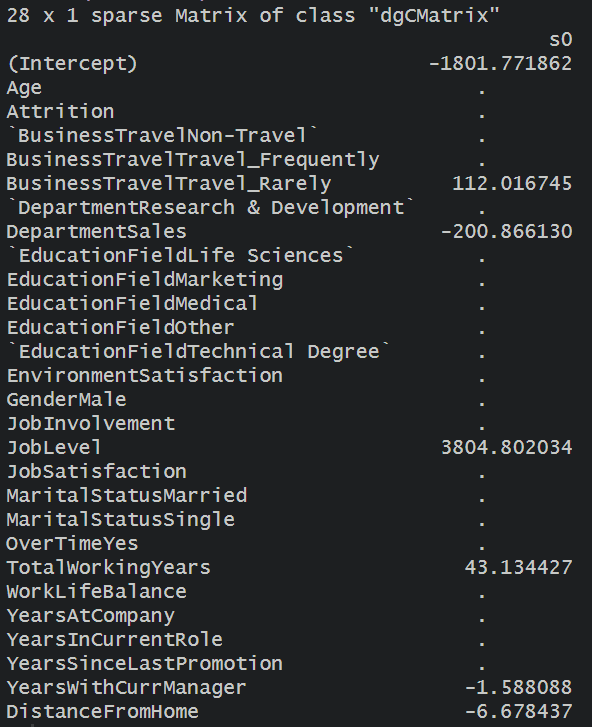 28 x 1 sparse Matrix of class "dgCMatrix"
s0
(Intercept) -1801.771862
Age .
Attrition .
`BusinessTravelNon-Travel` .
BusinessTravelTravel_Frequently .
BusinessTravelTravel_Rarely 112.016745
`DepartmentResearch & Development` .
DepartmentSales -200.866130
`EducationFieldLife Sciences` .
EducationFieldMarketing .
EducationFieldMedical .
EducationFieldOther .
`EducationFieldTechnical Degree` .
EnvironmentSatisfaction .
GenderMale .
JobInvolvement .
JobLevel 3804.802034
JobSatisfaction .
MaritalStatusMarried .
MaritalStatusSingle .
OverTimeYes .
TotalWorkingYears 43.134427
WorkLifeBalance .
YearsAtCompany .
YearsInCurrentRole .
YearsSinceLastPromotion .
YearsWithCurrManager -1.588088
DistanceFromHome -6.678437